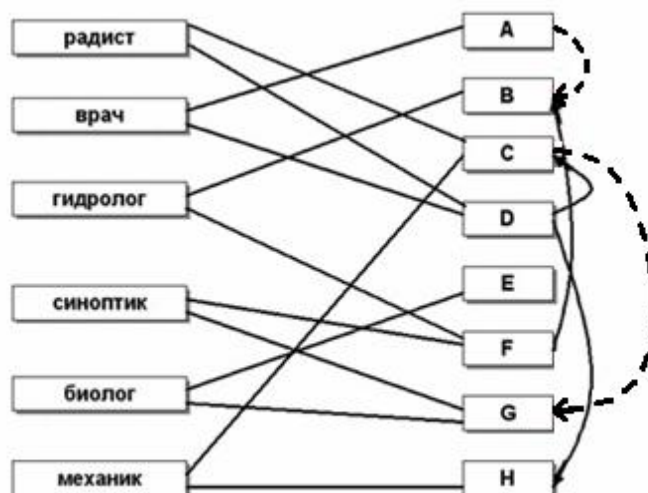 радист
врач
гидролог
синоптик
биолог
механик
A
B
C
D
E
F
G
H